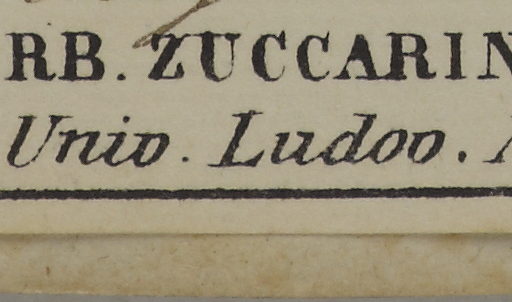 RB. ZUCCARIN
Univ. Ludov.